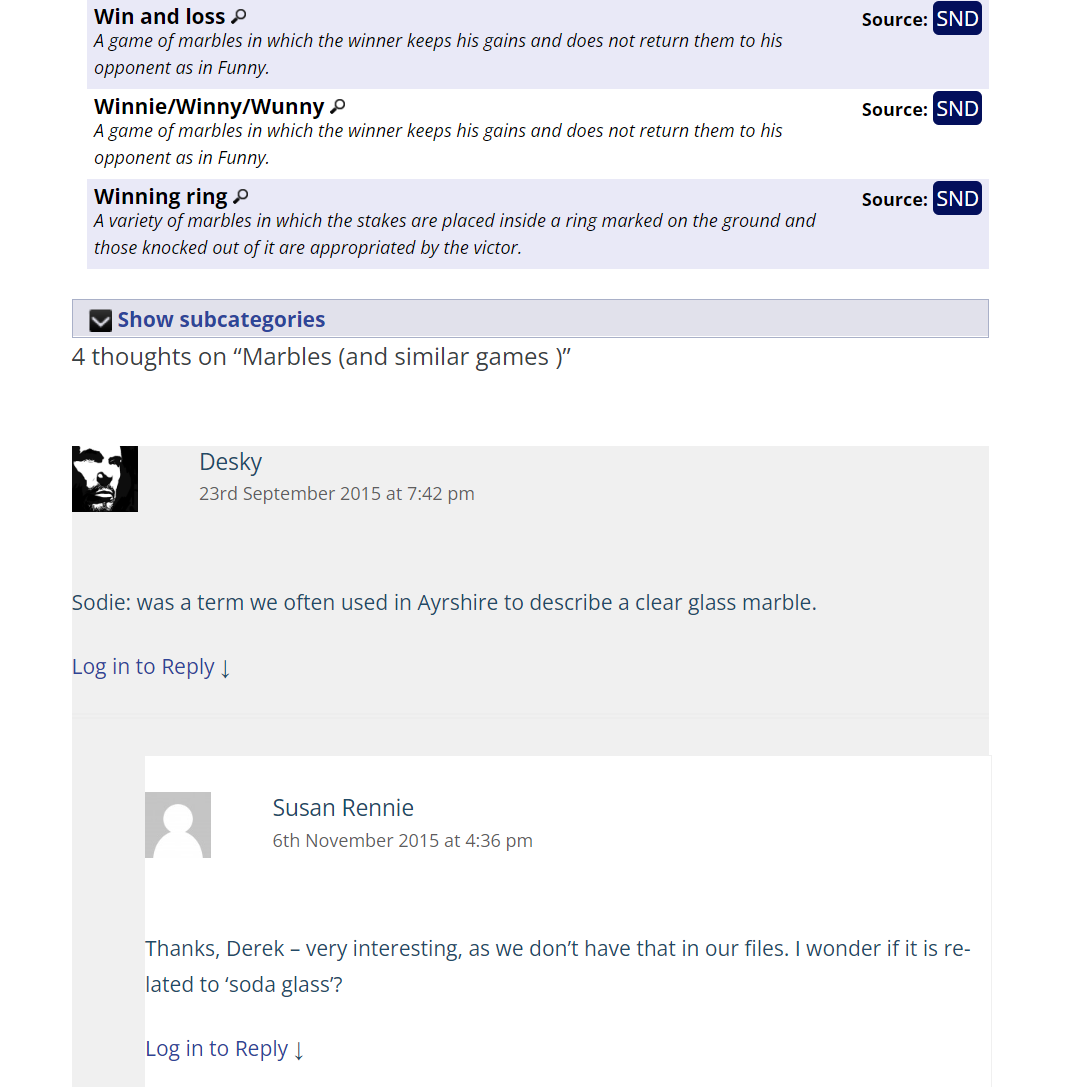 Win and loss
Source: SND
A game of marbles in which the winner keeps his gains and does not return them to his
opponent as in Funny.
Winnie/Winny/Wunny
Source: SND
A game of marbles in which the winner keeps his gains and does not return them to his
opponent as in Funny.
Winning ring
Source: SND
A variety of marbles in which the stakes are placed inside a ring marked on the ground and
those knocked out of it are appropriated by the victor.
Show subcategories
4 thoughts on “Marbles (and similar games )”
Desky
23rd September 2015 at 7:42 pm
Sodie: was a term we often used in Ayrshire to describe a clear glass marble.
Log in to Reply ↓
Susan Rennie
6th November 2015 at 4:36 pm
Thanks, Derek – very interesting, as we don’t have that in our files. I wonder if it is re-
lated to ‘soda glass’?
Log in to Reply ↓